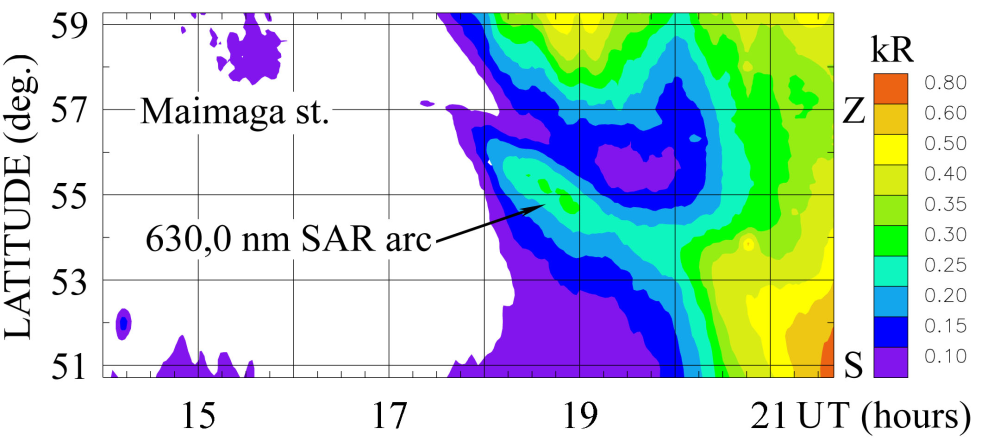 LATITUDE (deg.)
59
57
55
53
51
Maimaga st.
630,0 nm SAR arc
Z
S
15
17
19
21 UT (hours)
kR
0.80
0.60
0.50
0.40
0.35
0.30
0.25
0.20
0.15
0.10